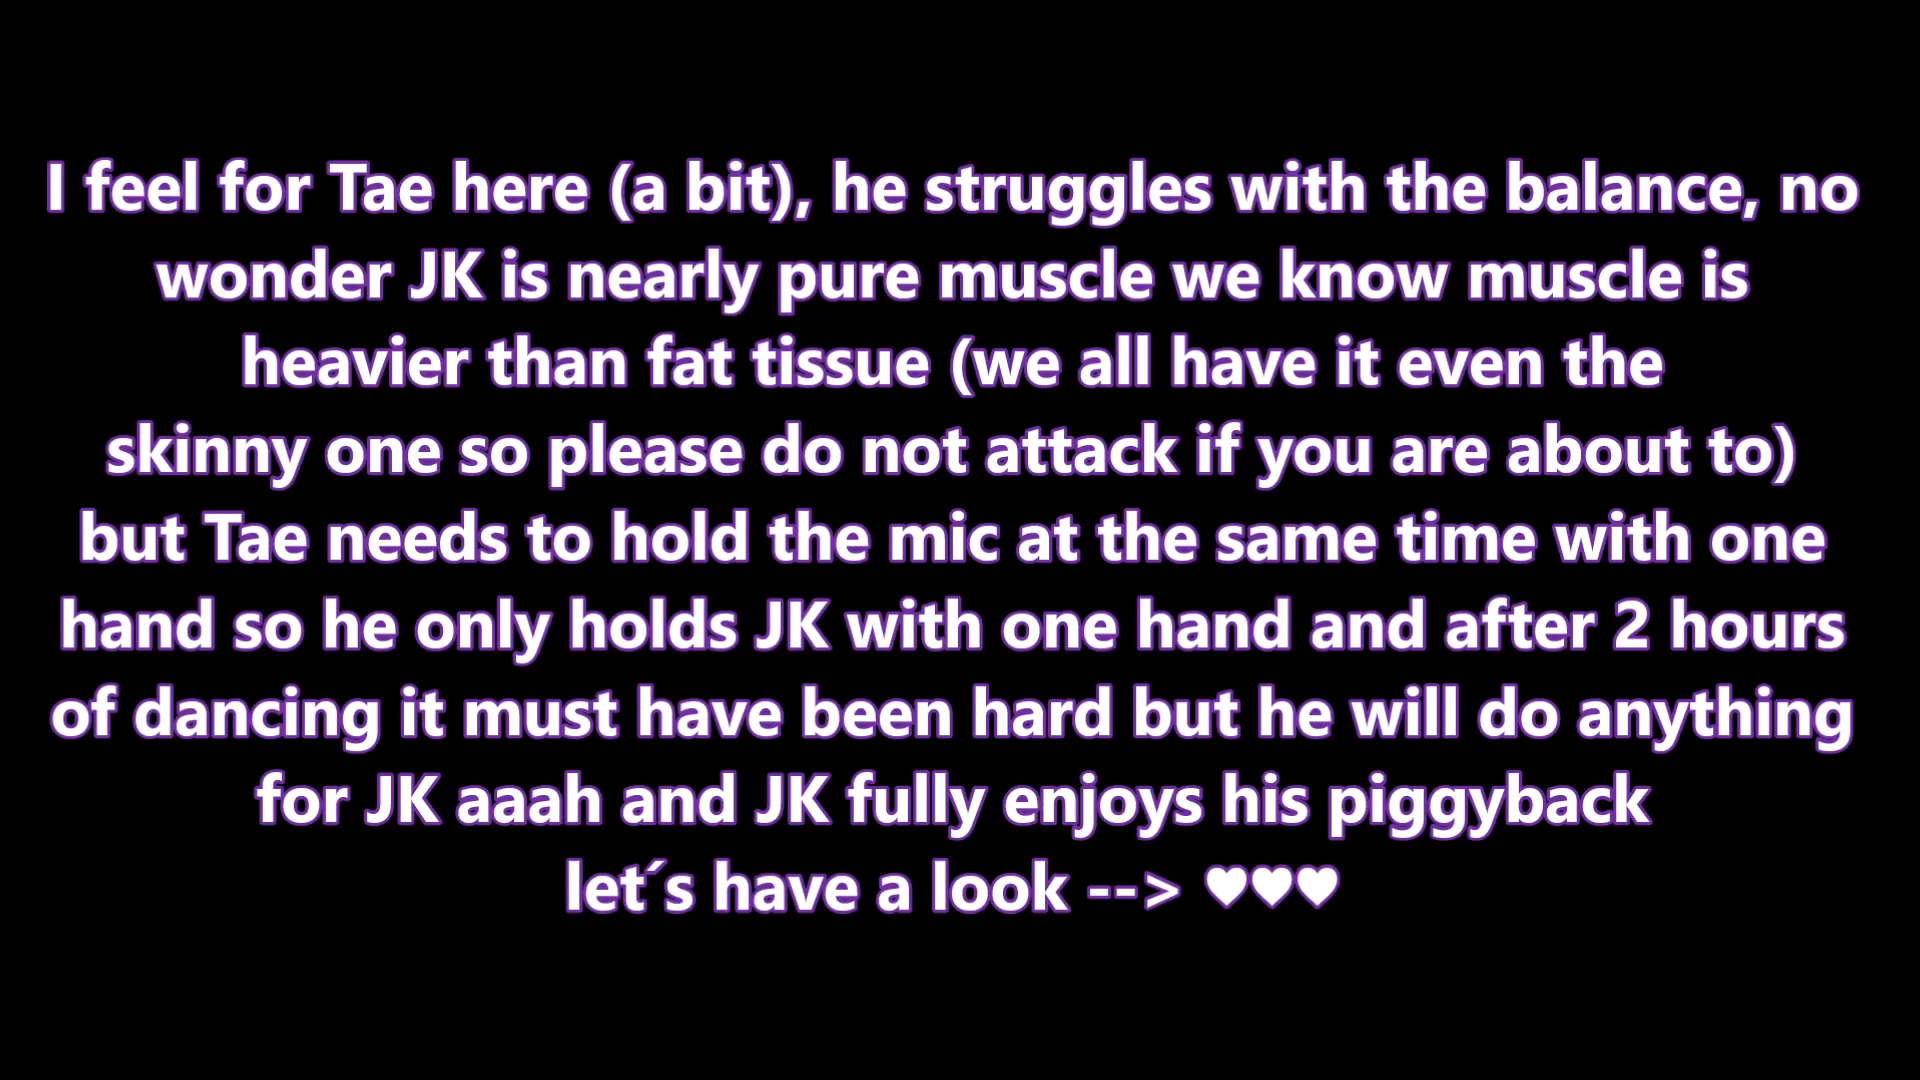 I feel for Tae here (a bit), he struggles with the balance, no
wonder JK is nearly pure muscle we know muscle is
heavier than fat tissue (we all have it even the
skinny one so please do not attack if you are about to)
but Tae needs to hold the mic at the same time with one
hand so he only holds JK with one hand and after 2 hours
of dancing it must have been hard but he will do anything
for JK aaah and JK fully enjoys his piggyback
let´s have a look --> ♥♥♥